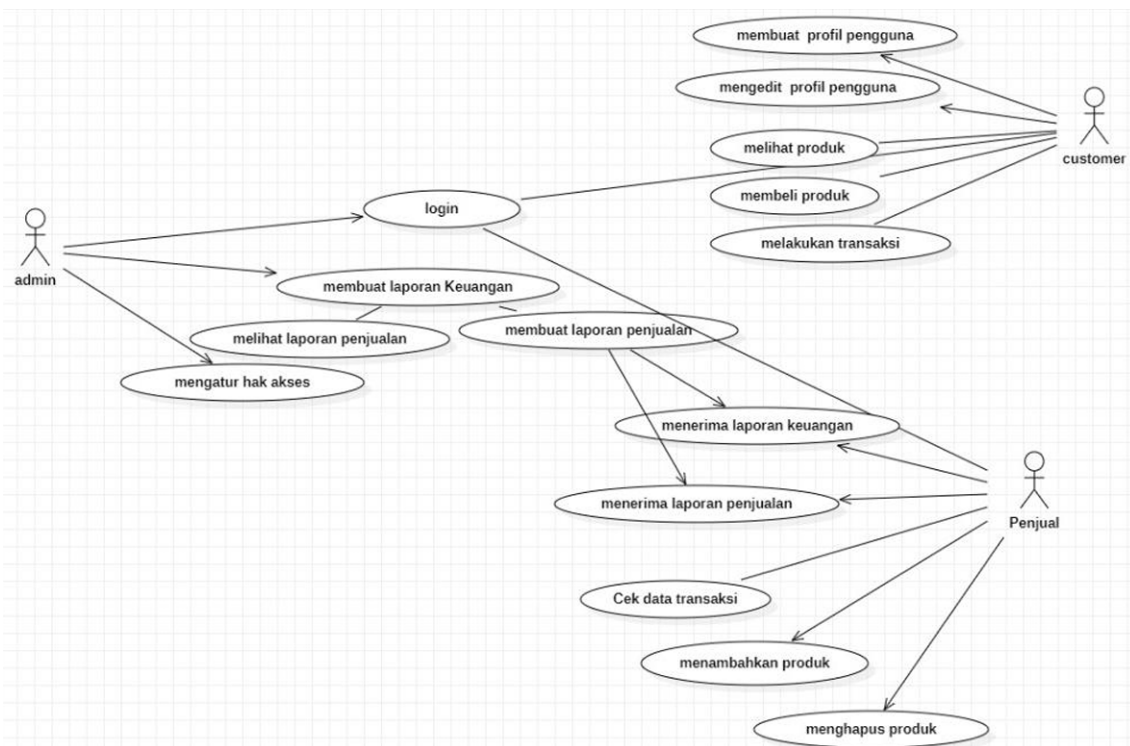 membuat profil pengguna
mengedit profil pengguna
customer
melihat produk
membeli produk
login
melakukan transaksi
admin
membuat laporan Keuangan
membuat laporan penjualan
melihat laporan penjualan
mengatur hak akses
menerima laporan keuangan
menerima laporan penjualan
Penjual
Cek data transaksi
menambahkan produk
menghapus produk